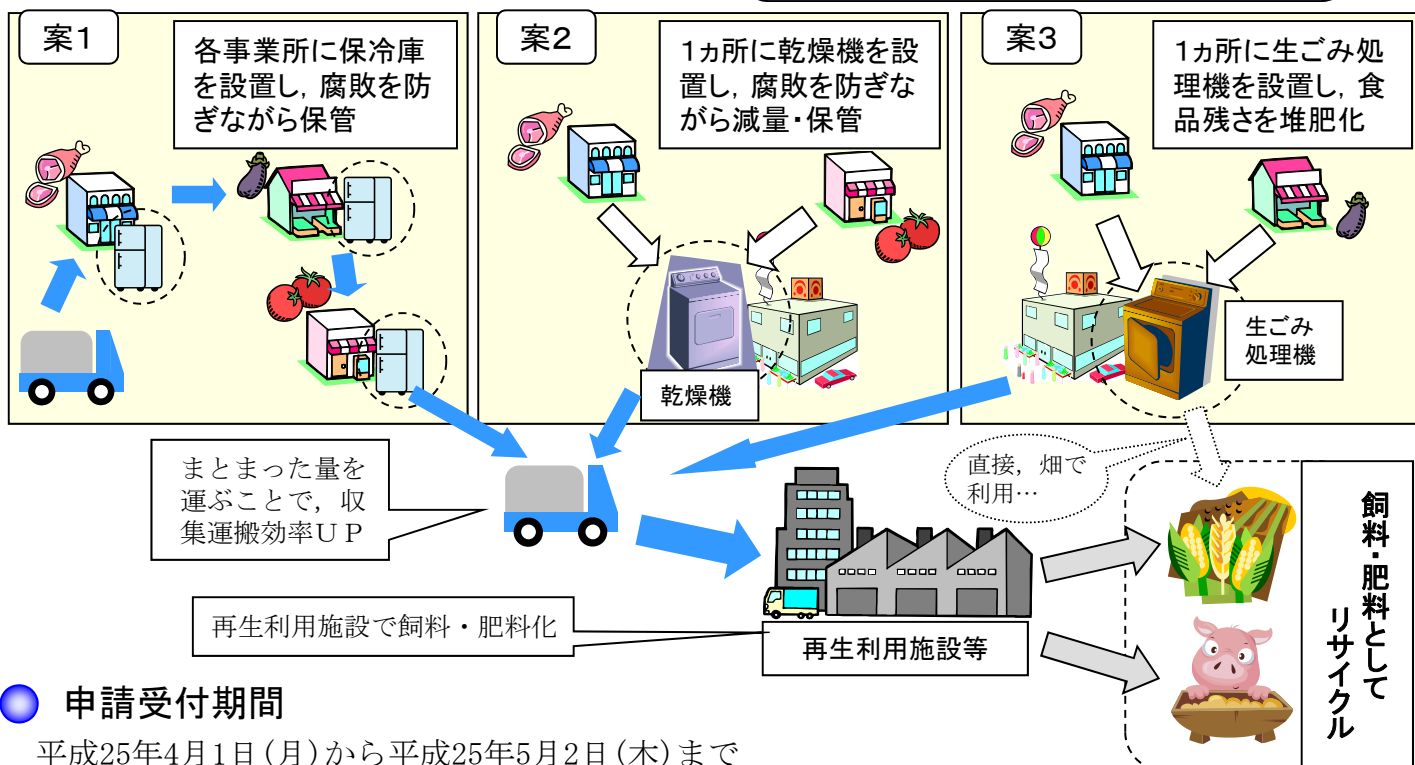 案1
各事業所に保冷庫
を設置し，腐敗を防
ぎながら保管
案2
1ヵ所に乾燥機を設
置し，腐敗を防ぎな
がら減量・保管
乾燥機
案3
1ヵ所に生ごみ処
理機を設置し，食
品残さを堆肥化
生ごみ
処理機
まとまった量を
運ぶことで，収
集運搬効率ＵＰ
直接，畑で
利用…
再生利用施設で飼料・肥料化
再生利用施設等
飼料・肥料として
リサイクル
申請受付期間
平成25年4月1日(月)から平成25年5月2日(木)まで